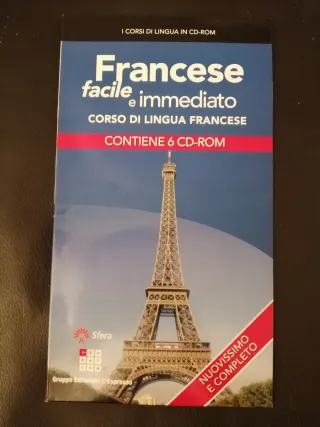 I CORSI DI LINGUA IN CD-ROM
Francese
facile
e immediato
CORSO DI LINGUA FRANCESE
CONTIENE 6 CD-ROM
Sfera
NUOVISSIMO
E COMPLETO
Gruppo Editoriale L'Espresso